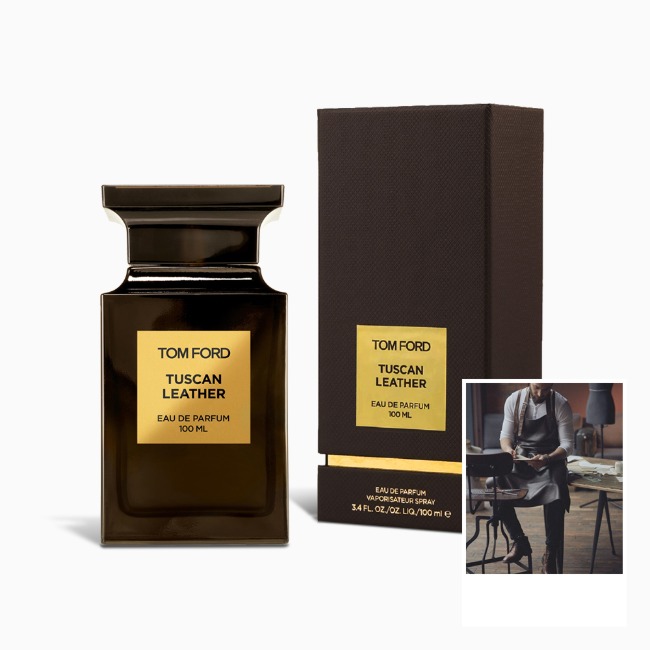 TOM FORD
TUSCAN
LEATHER
EAU DE PARFUM
100 ML
TOM FORD
TUSCAN
LEATHER
EAU DE PARFUM
100 ML
EAU DE PARFUM
VAPORISATEUR SPRAY
3.4 FL. OZ./OZ. LIQ./100 ml ℮